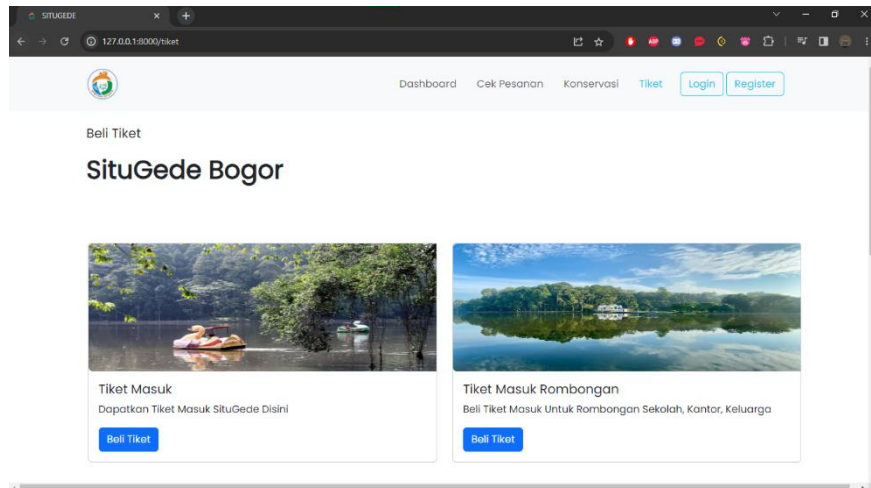 SITUGEDE
127.0.0.1:8000/tiket
Dashboard Cek Pesanan Konservasi Tiket Login Register
Beli Tiket
SituGede Bogor
Tiket Masuk
Dapatkan Tiket Masuk SituGede Disini
Beli Tiket
Tiket Masuk Rombongan
Beli Tiket Masuk Untuk Rombongan Sekolah, Kantor, Keluarga
Beli Tiket